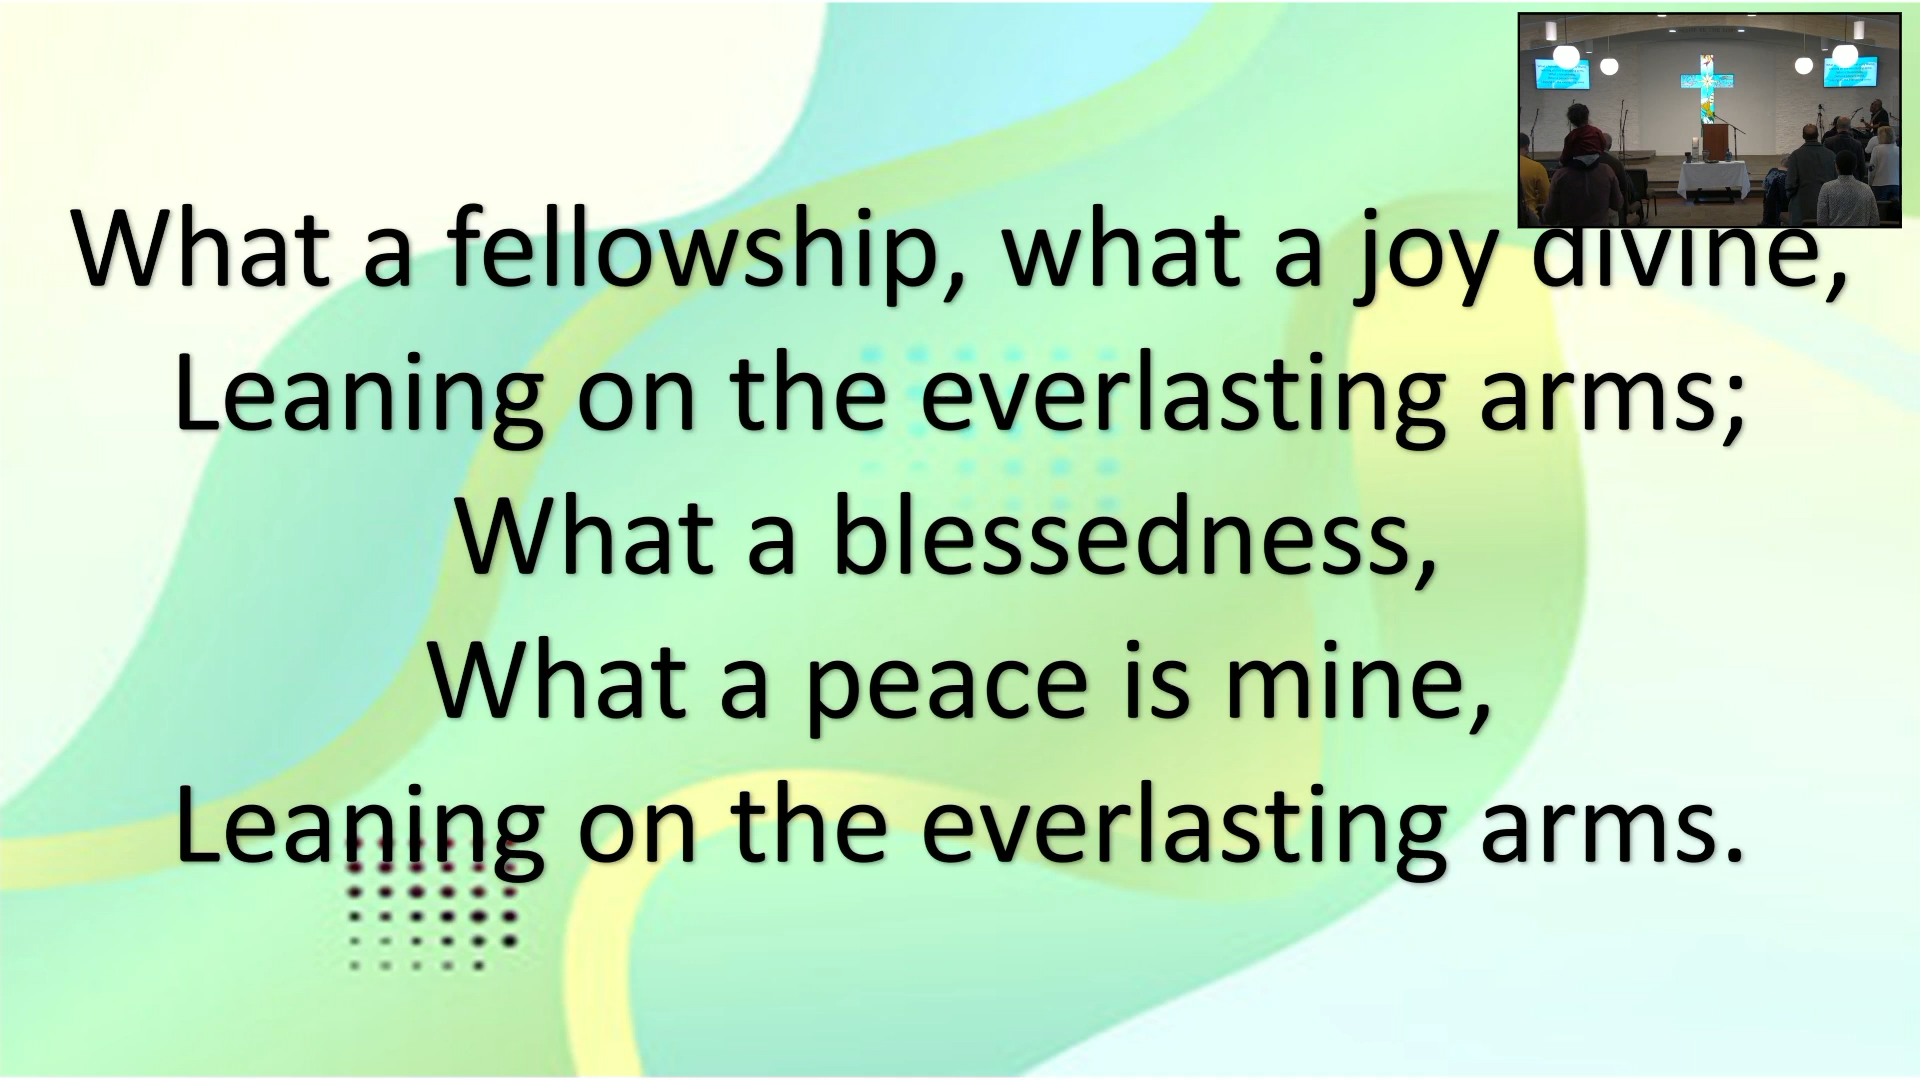 What a fellowship, what a joy divine,
Leaning on the everlasting arms;
What a blessedness,
What a peace is mine,
Leaning on the everlasting arms.